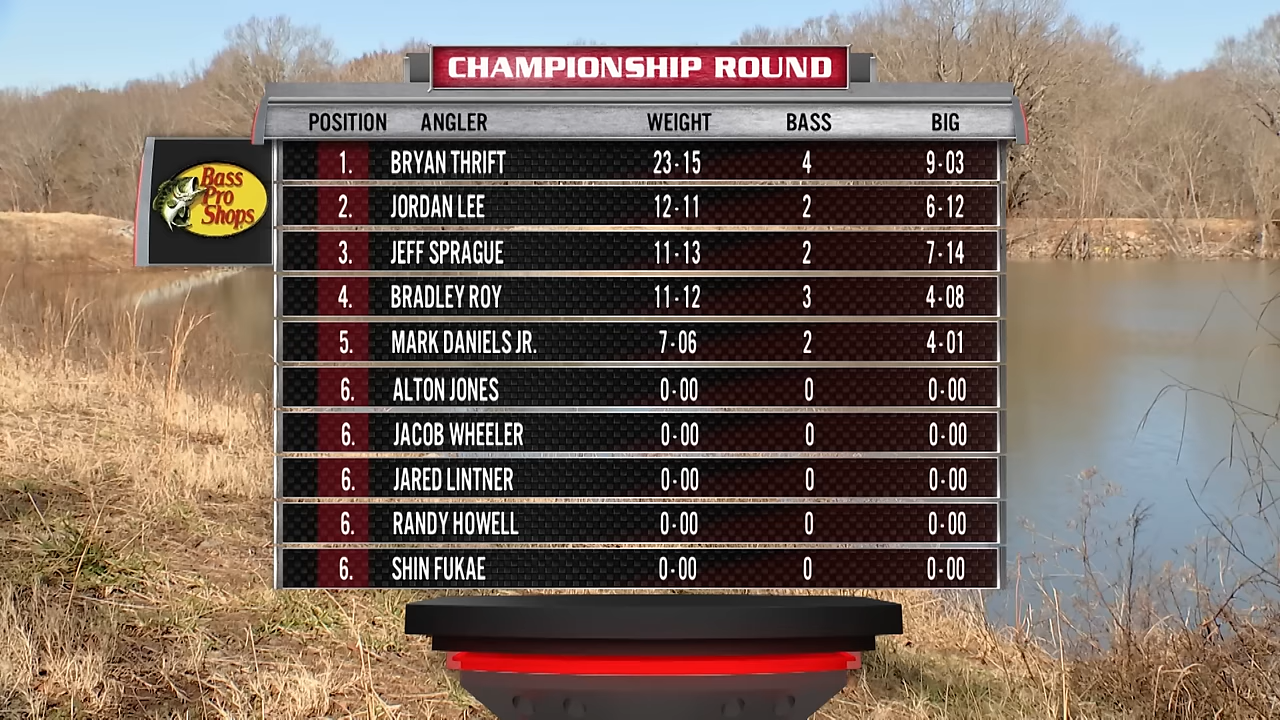 CHAMPIONSHIP ROUND
POSITION ANGLER WEIGHT BASS BIG
1. BRYAN THRIFT 23-15 4 9-03
2. JORDAN LEE 12-11 2 6-12
3. JEFF SPRAGUE 11-13 2 7-14
4. BRADLEY ROY 11-12 3 4-08
5. MARK DANIELS JR. 7-06 2 4-01
6. ALTON JONES 0-00 0 0-00
6. JACOB WHEELER 0-00 0 0-00
6. JARED LINTNER 0-00 0 0-00
6. RANDY HOWELL 0-00 0 0-00
6. SHIN FUKAE 0-00 0 0-00
Bass
Pro
Shops